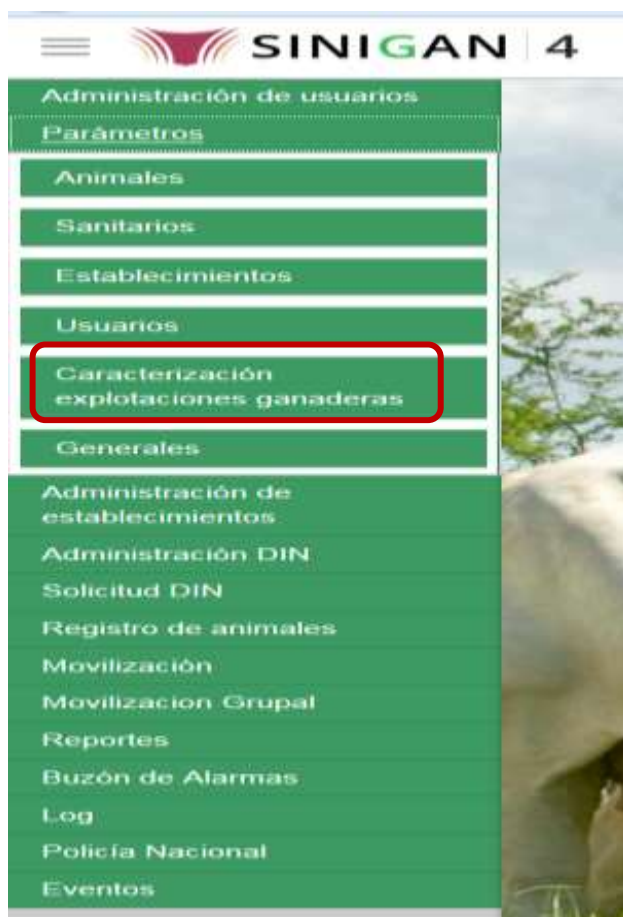 SINIGAN 4
Administración de usuarios
Parámetros
Animales
Sanitarios
Establecimientos
Usuarios
Caracterización
explotaciones ganaderas
Generales
Administración de
establecimientos
Administración DIN
Solicitud DIN
Registro de animales
Movilización
Movilizacion Grupal
Reportes
Buzón de Alarmas
Log
Policía Nacional
Eventos